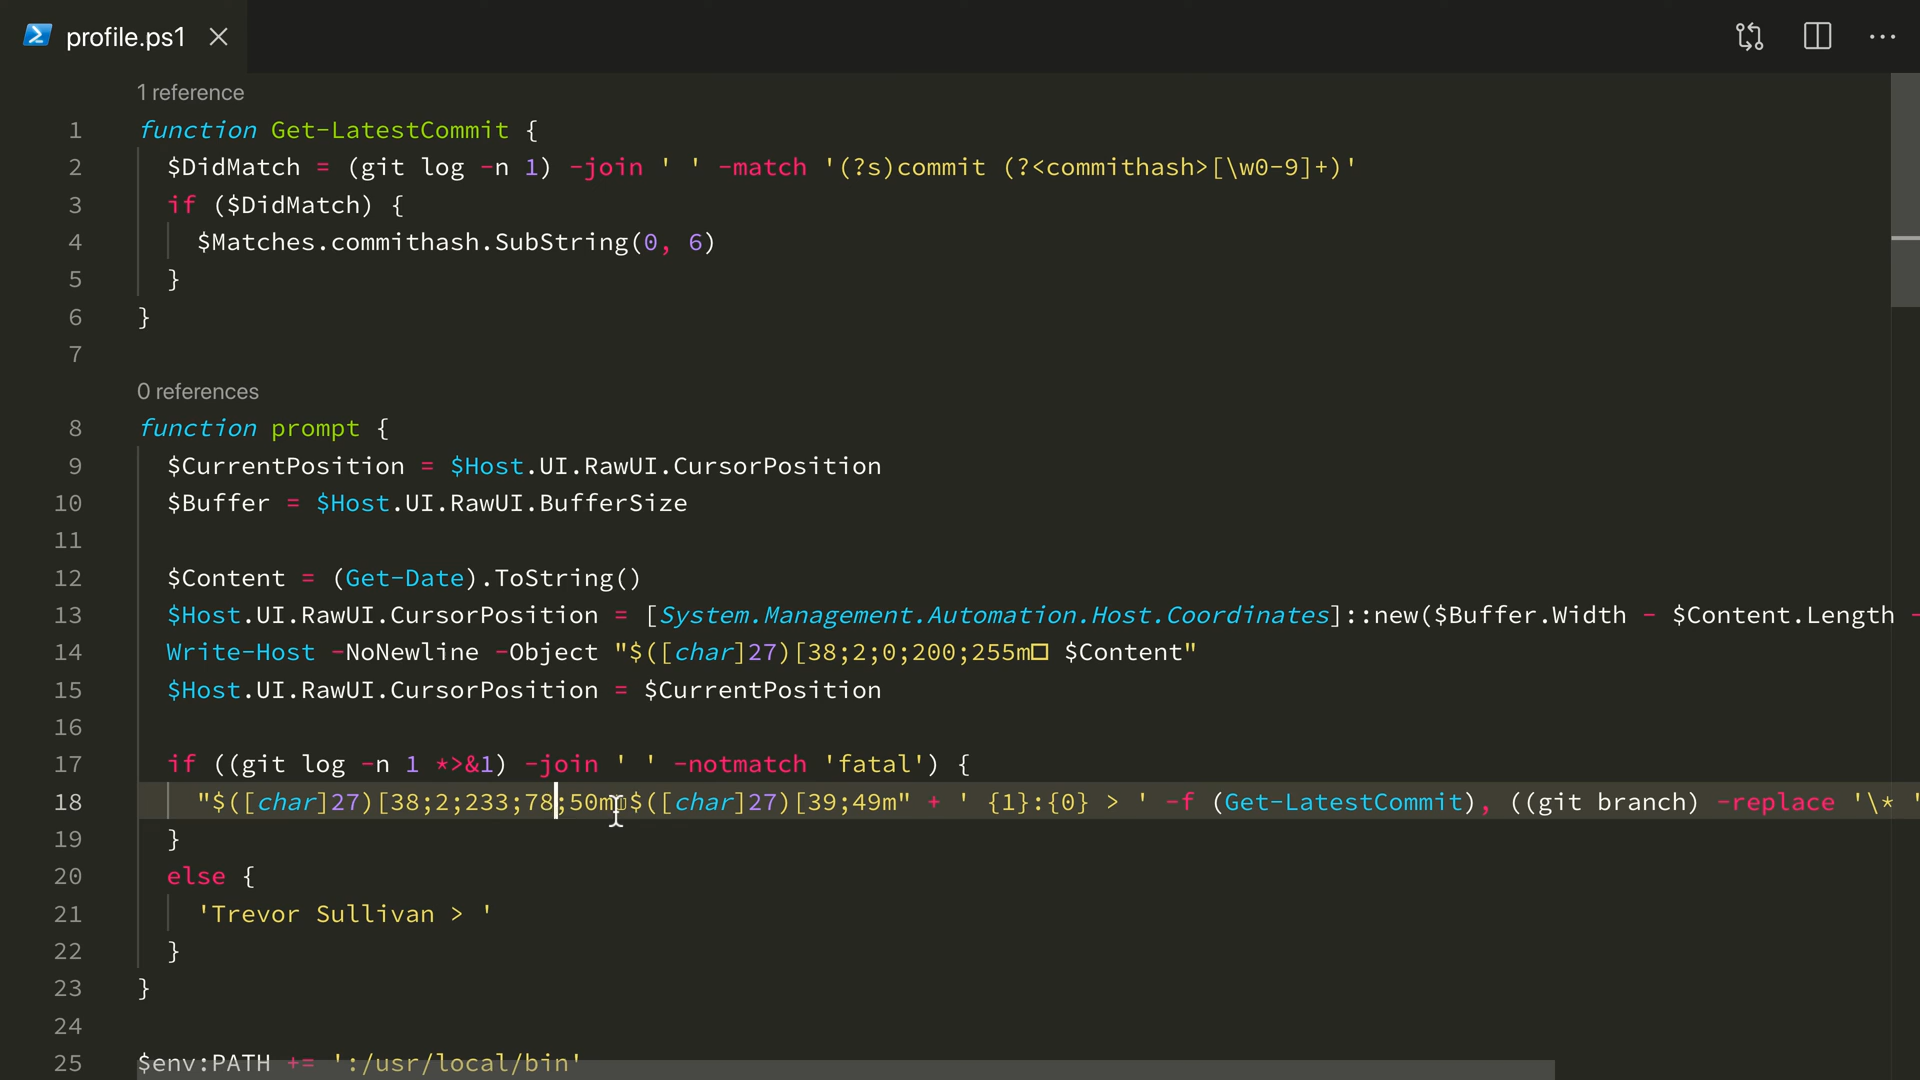 profile.ps1
1 reference
1 function Get-LatestCommit {
2 $DidMatch = (git log -n 1) -join ' ' -match '(?s)commit (?<commithash>[\w0-9]+)'
3 if ($DidMatch) {
4 $Matches.commithash.SubString(0, 6)
5 }
6 }
7
0 references
8 function prompt {
9 $CurrentPosition = $Host.UI.RawUI.CursorPosition
10 $Buffer = $Host.UI.RawUI.BufferSize
11
12 $Content = (Get-Date).ToString()
13 $Host.UI.RawUI.CursorPosition = [System.Management.Automation.Host.Coordinates]::new($Buffer.Width - $Content.Length -
14 Write-Host -NoNewline -Object "$([char]27)[38;2;0;200;255m□ $Content"
15 $Host.UI.RawUI.CursorPosition = $CurrentPosition
16
17 if ((git log -n 1 *>&1) -join ' ' -notmatch 'fatal') {
18 "$([char]27)[38;2;233;78;50m□$([char]27)[39;49m" + ' {1}:{0} > ' -f (Get-LatestCommit), ((git branch) -replace '\* '
19 }
20 else {
21 'Trevor Sullivan > '
22 }
23 }
24
25 $env:PATH += ':/usr/local/bin'